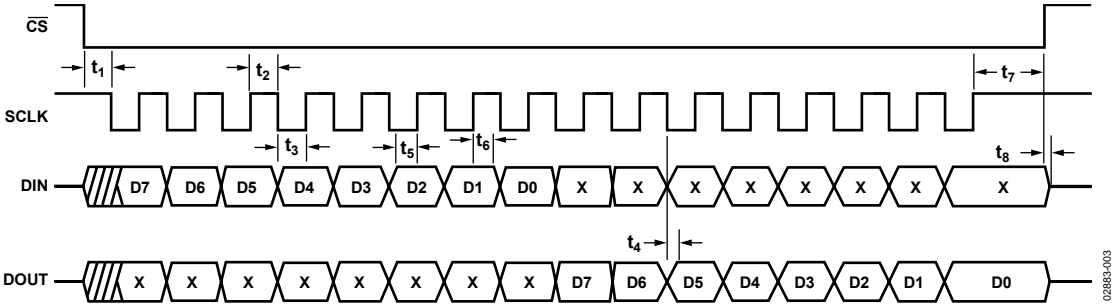 CS
t1
t2
t7
SCLK
t3
t5
t6
t8
DIN
D7 D6 D5 D4 D3 D2 D1 D0 X X X X X X X X
t4
DOUT
X X X X X X X X D7 D6 D5 D4 D3 D2 D1 D0
02883-003